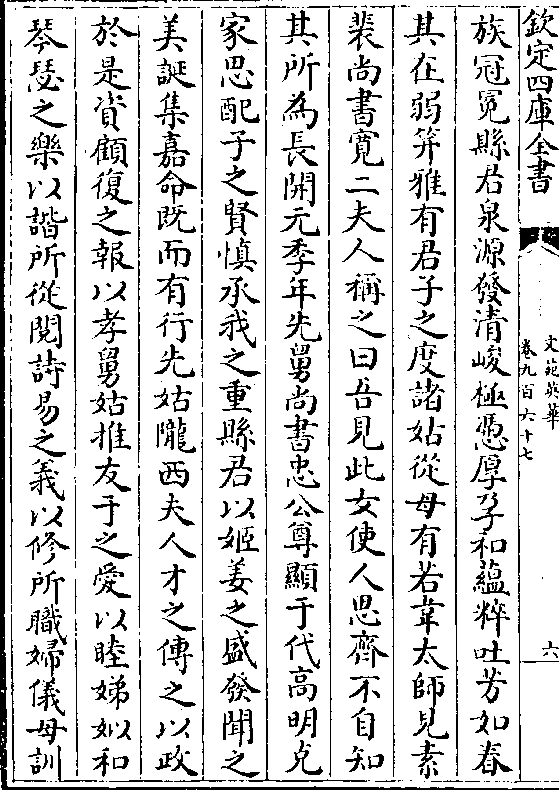 欽定四庫全書
文苑英華
卷九百六十七
六
族冠冕縣君泉源發清峻極憑厚乃孕和蘊粹吐芳如春
其在弱笄雅有君子之度諸姑從母有若韋太師見素
裴尚書寛二夫人稱之曰吾見此女使人思齊不自知
其所為長開元季年先舅尚書忠公尊顯于代高明克
家思配子之賢慎承我之重縣君以姬姜之盛發聞之
美誕集嘉命既而有行先姑隴西夫人才之傳之以政
於是資顧復之報以孝舅姑推友于之愛以睦娣姒和
琴瑟之樂以諧所從閲詩易之義以修所職婦儀母訓